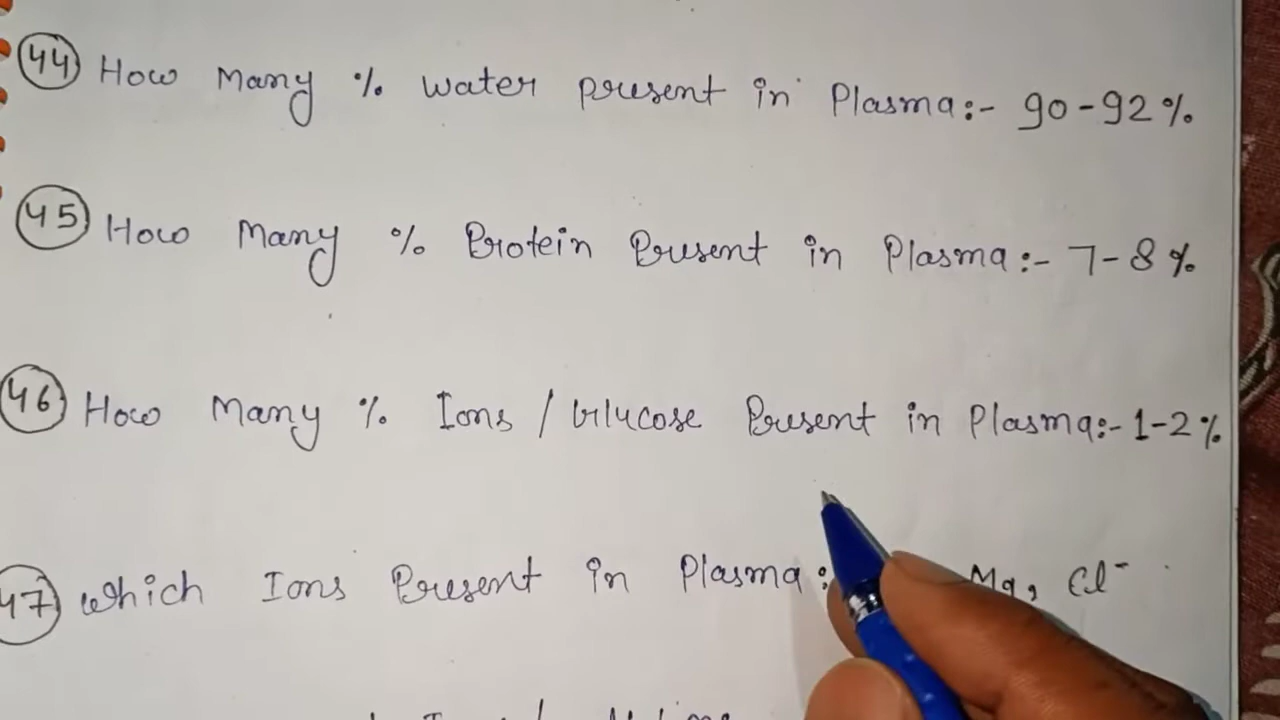 44 How Many % water present in Plasma:- 90-92%
45 How Many % Protein Present in Plasma:- 7-8%
46 How Many % Ions / Glucose Present in Plasma:- 1-2%
47 which Ions Present in Plasma: Mg, Cl⁻